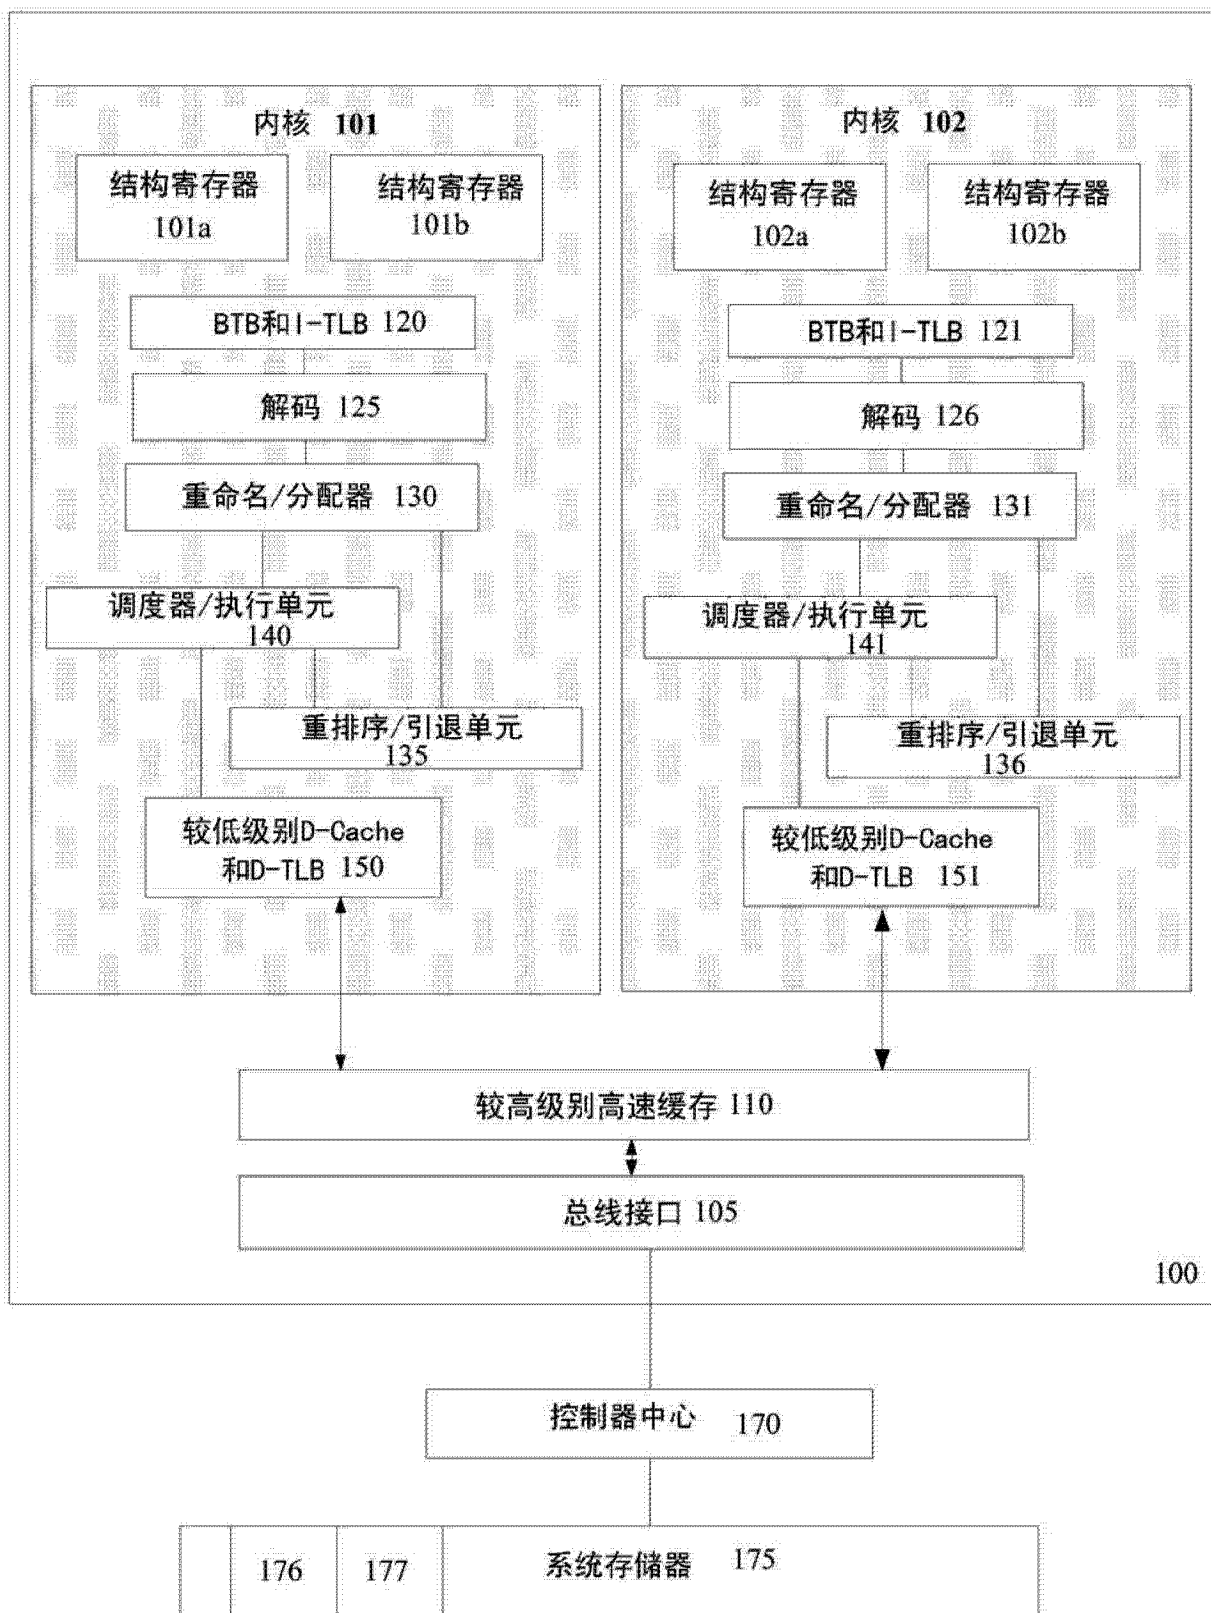 内核 101
结构寄存器
101a
结构寄存器
101b
BTB和I-TLB 120
解码 125
重命名/分配器 130
调度器/执行单元
140
重排序/引退单元
135
较低级别D-Cache
和D-TLB 150
内核 102
结构寄存器
102a
结构寄存器
102b
BTB和I-TLB 121
解码 126
重命名/分配器 131
调度器/执行单元
141
重排序/引退单元
136
较低级别D-Cache
和D-TLB 151
较高级别高速缓存 110
总线接口 105
100
控制器中心 170
176 177 系统存储器 175